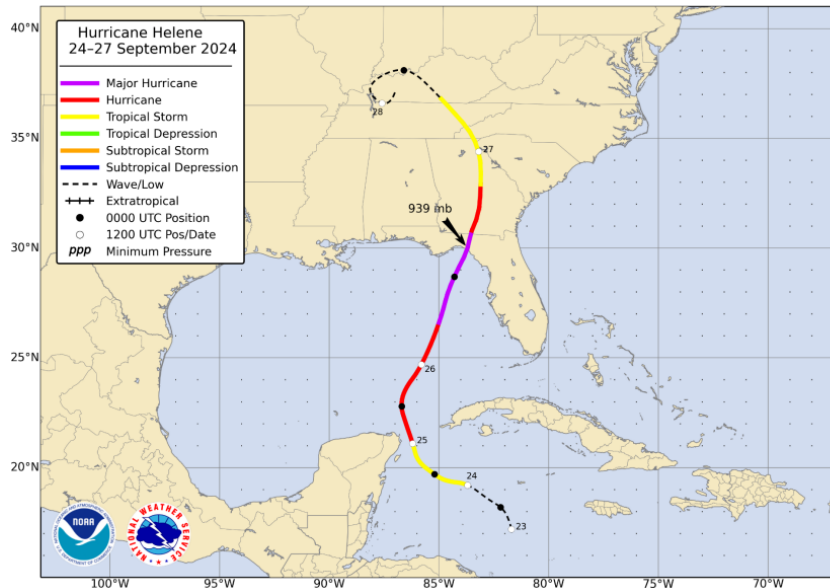 Hurricane Helene
24–27 September 2024
Major Hurricane
Hurricane
Tropical Storm
Tropical Depression
Subtropical Storm
Subtropical Depression
Wave/Low
Extratropical
0000 UTC Position
1200 UTC Pos/Date
ppp Minimum Pressure
40°N
35°N
30°N
25°N
20°N
100°W
95°W
90°W
85°W
80°W
75°W
70°W
28
27
939 mb
26
25
24
23
NOAA
NATIONAL WEATHER SERVICE